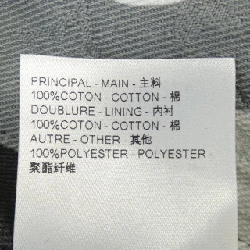 PRINCIPAL - MAIN - 主料
100%COTON - COTTON - 棉
DOUBLURE - LINING - 内衬
100%COTON - COTTON - 棉
AUTRE - OTHER - 其他
100%POLYESTER - POLYESTER
聚酯纤维